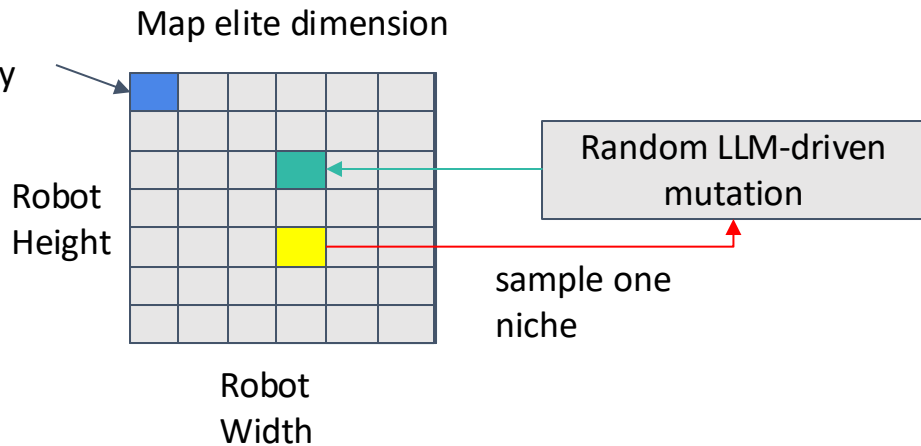 Map elite dimension
y
Random LLM-driven
mutation
Robot
Height
sample one
niche
Robot
Width